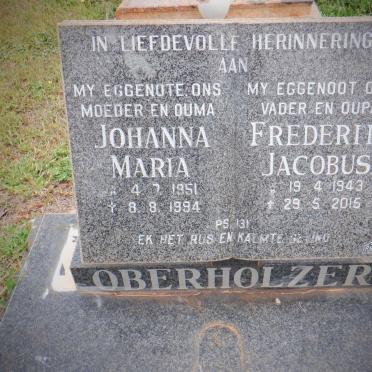 IN LIEFDEVOLLE HERINNERING
AAN
MY EGGENOTE, ONS
MOEDER EN OUMA
JOHANNA
MARIA
4. 7. 1951
✝ 8. 8. 1994
MY EGGENOOT O
VADER EN OUPA
FREDERI
JACOBUS
19. 4. 1943
✝ 29. 5. 2015
PS. 131
EK HET RUS EN KALMTE GEVIND
OBERHOLZER